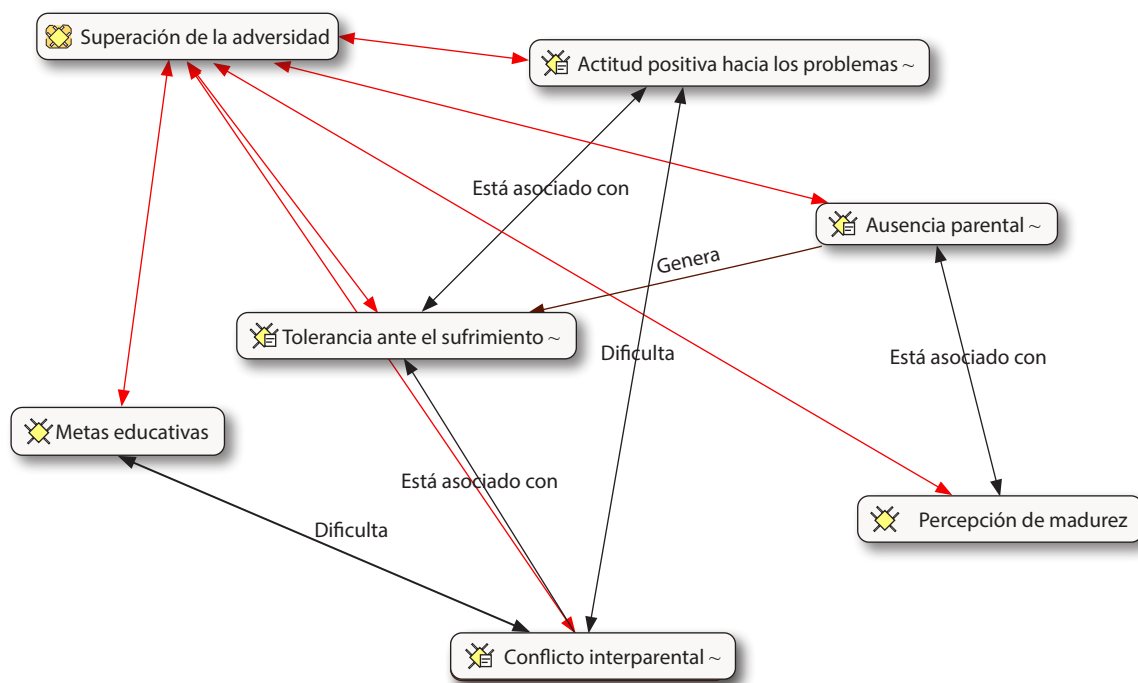 Superación de la adversidad
Actitud positiva hacia los problemas ~
Está asociado con
Ausencia parental ~
Genera
Tolerancia ante el sufrimiento ~
Dificulta
Está asociado con
Metas educativas
Está asociado con
Percepción de madurez
Dificulta
Conflicto interparental ~